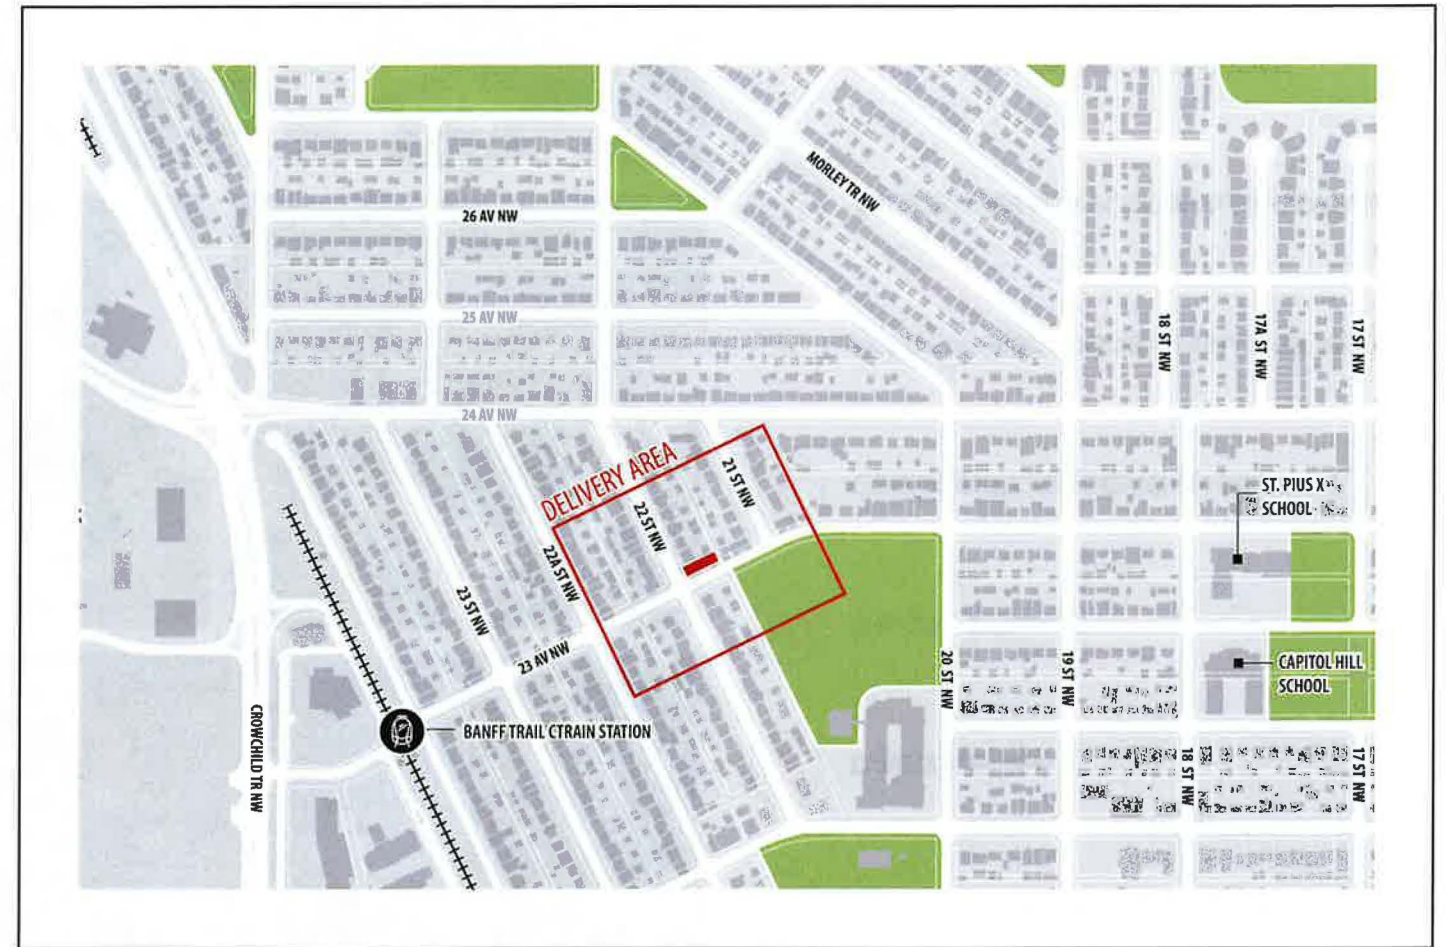 MORLEY TR NW
26 AV NW
25 AV NW
18 ST NW
17A ST NW
17 ST NW
24 AV NW
DELIVERY AREA
21 ST NW
22 ST NW
ST. PIUS X
SCHOOL
22A ST NW
23 ST NW
23 AV NW
20 ST NW
19 ST NW
CAPITOL HILL
SCHOOL
CROWCHILD TR NW
BANFF TRAIL CTRAIN STATION
18 ST NW
17 ST NW